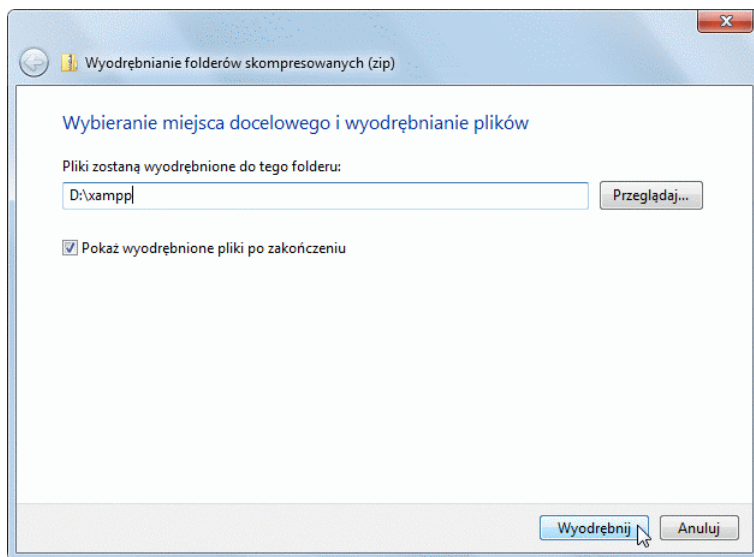 Wyodrębnianie folderów skompresowanych (zip)
Wybieranie miejsca docelowego i wyodrębnianie plików
Pliki zostaną wyodrębnione do tego folderu:
D:\xampp
Przeglądaj...
Pokaż wyodrębnione pliki po zakończeniu
Wyodrębnij
Anuluj